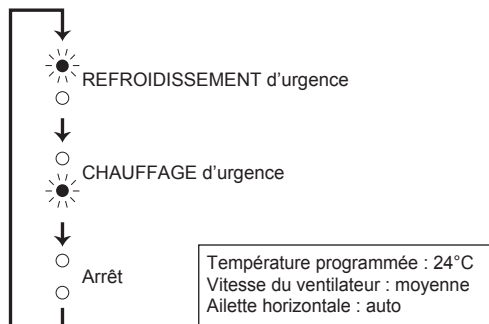 REFROIDISSEMENT d’urgence
CHAUFFAGE d’urgence
Arrêt
Température programmée : 24°C
Vitesse du ventilateur : moyenne
Ailette horizontale : auto